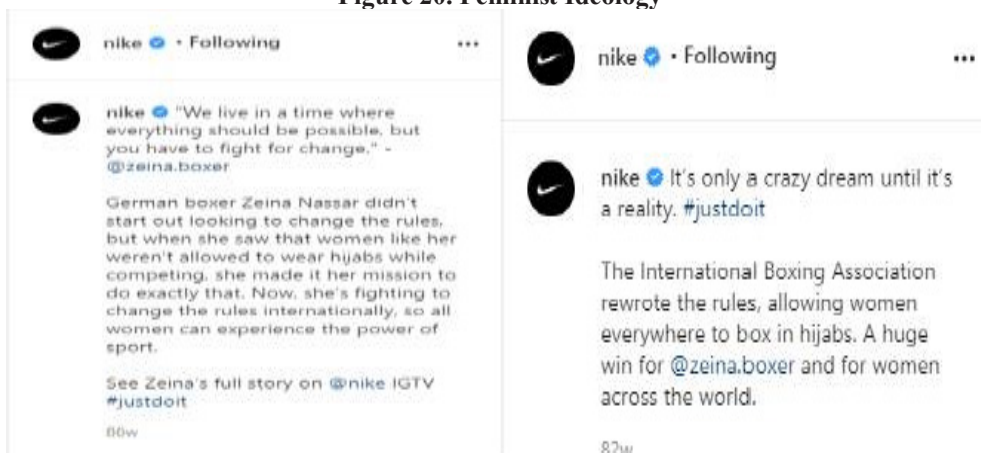 Figure 20. Feminist Ideology
nike • Following
nike "We live in a time where
everything should be possible, but
you have to fight for change." -
@zeina.boxer
German boxer Zeina Nassar didn't
start out looking to change the rules,
but when she saw that women like her
weren't allowed to wear hijabs while
competing, she made it her mission to
do exactly that. Now, she's fighting to
change the rules internationally, so all
women can experience the power of
sport.
See Zeina's full story on @nike IGTV
#justdoit
nike • Following
nike It's only a crazy dream until it's
a reality. #justdoit
The International Boxing Association
rewrote the rules, allowing women
everywhere to box in hijabs. A huge
win for @zeina.boxer and for women
across the world.
82w